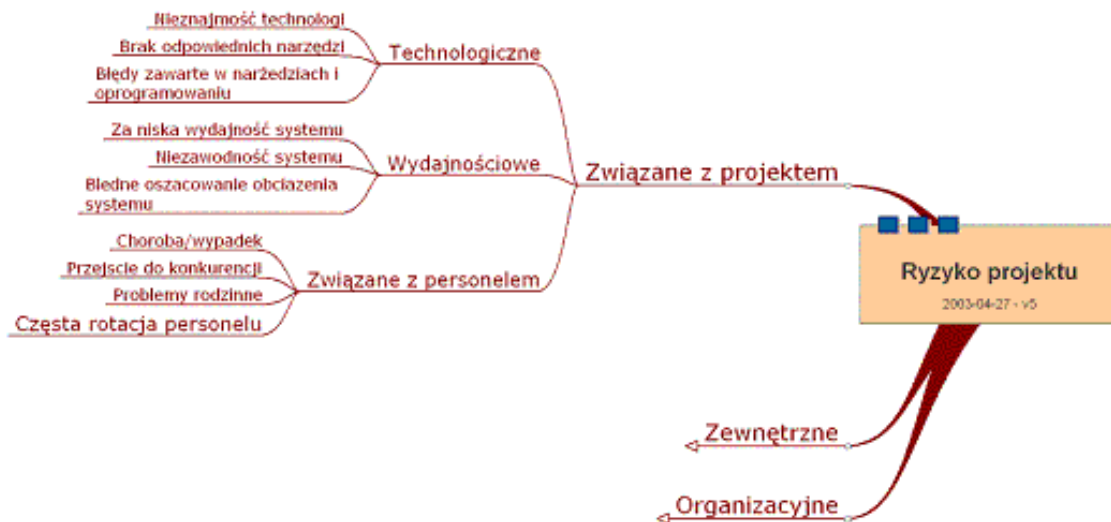 Nieznajmość technologi
Brak odpowiednich narzędzi
Błędy zawarte w narżedziach i
oprogramowaniu
Technologiczne
Za niska wydajność systemu
Niezawodność systemu
Bledne oszacowanie obciazenia
systemu
Wydajnościowe
Choroba/wypadek
Przejscie do konkurencji
Problemy rodzinne
Częsta rotacja personelu
Związane z personelem
Związane z projektem
Ryzyko projektu
2003-04-27 - v5
Zewnętrzne
Organizacyjne